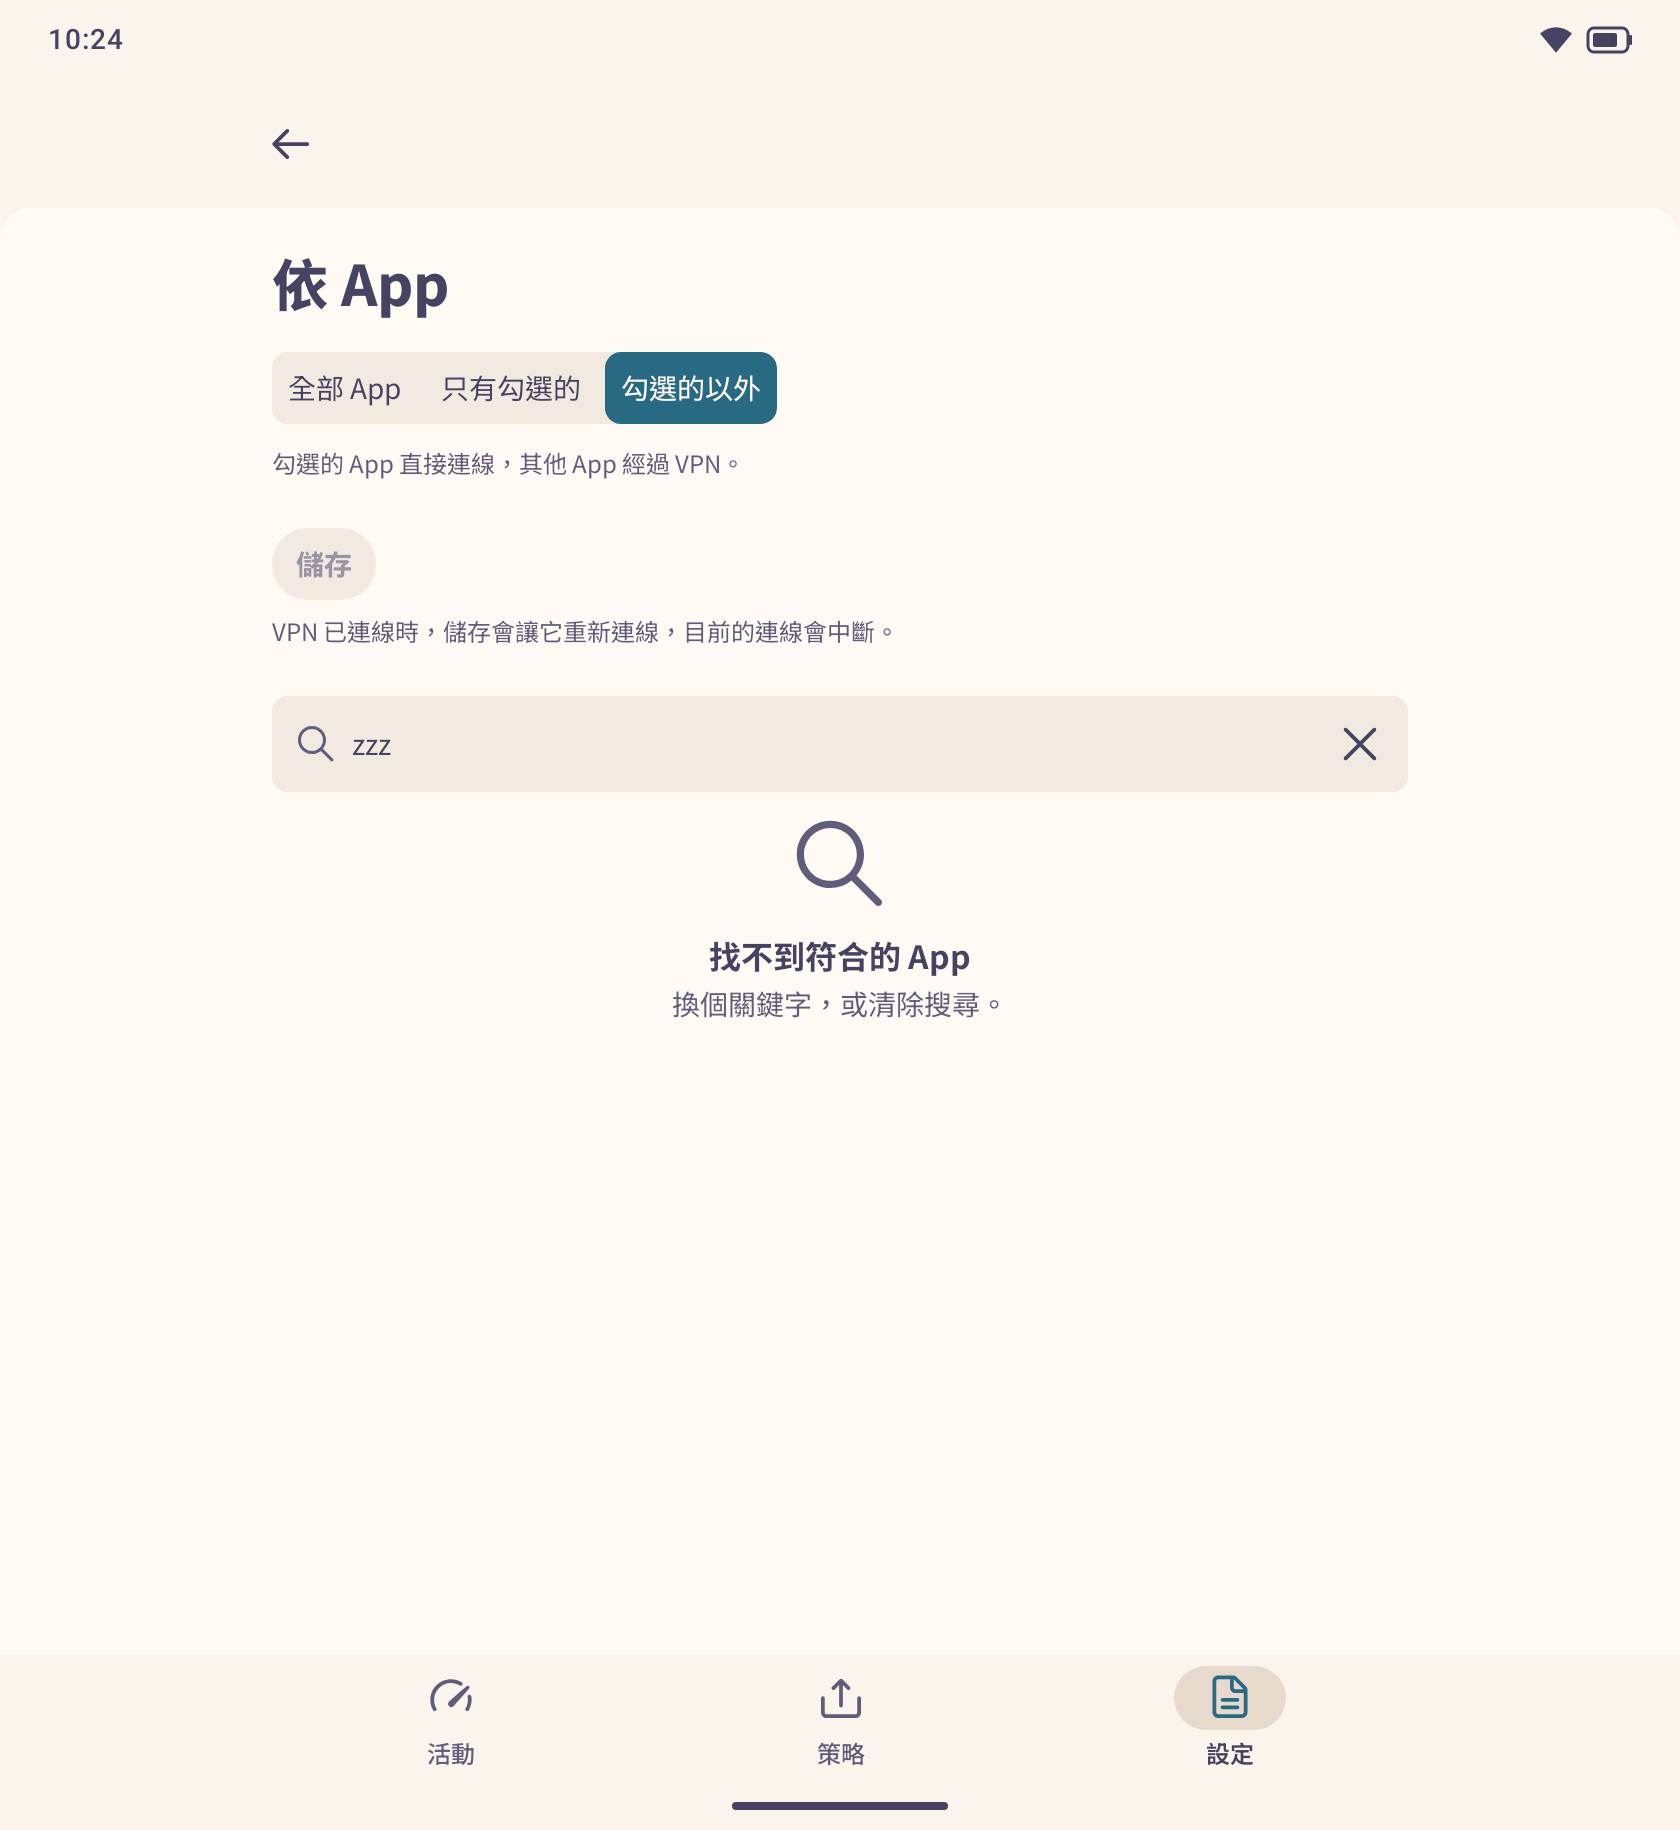 10:24
依 App
全部 App 只有勾選的 勾選的以外
勾選的 App 直接連線，其他 App 經過 VPN。
儲存
VPN 已連線時，儲存會讓它重新連線，目前的連線會中斷。
zzz
找不到符合的 App
換個關鍵字，或清除搜尋。
活動 策略 設定